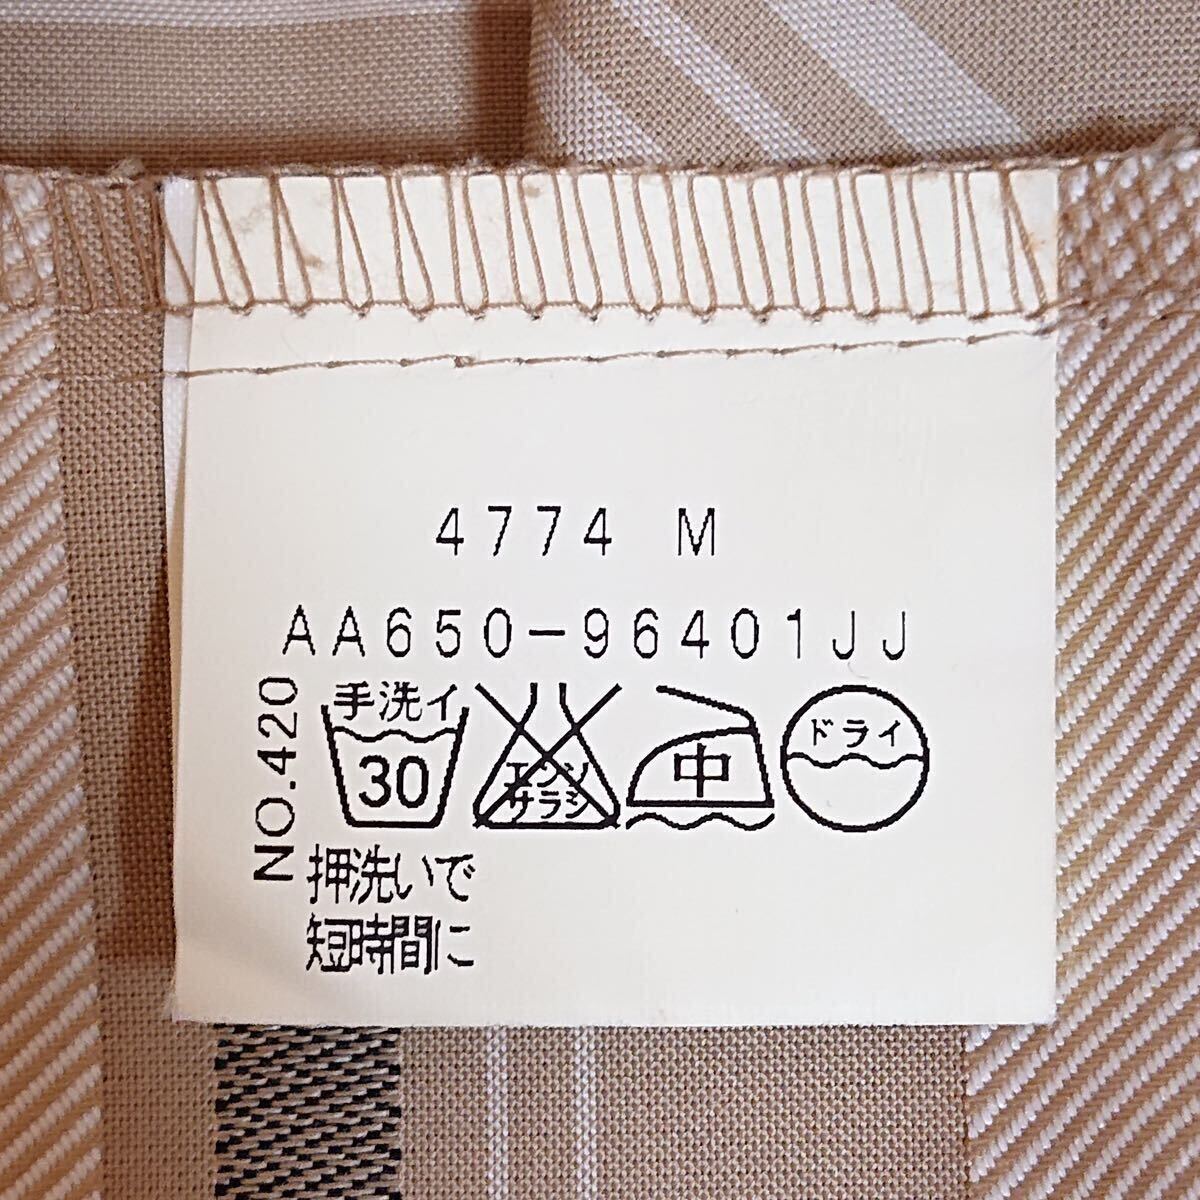 4774 M
AA650-96401JJ
NO.420
手洗イ
30
エンソ
サラシ
中
ドライ
押洗いで
短時間に